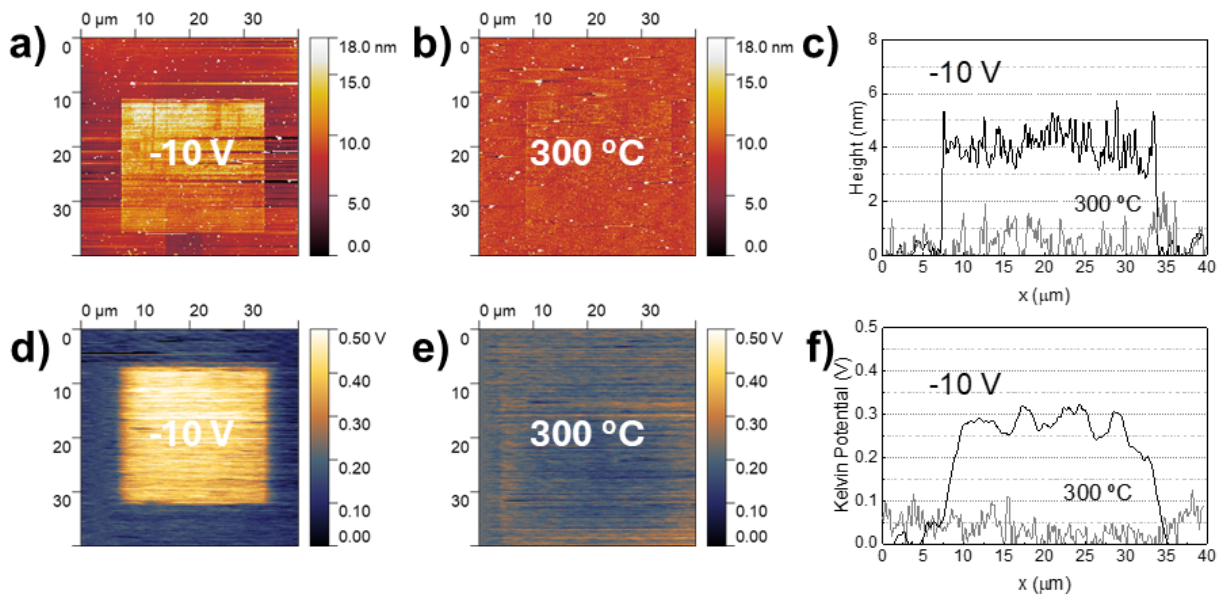 a)
0 µm 10 20 30
0
10
20
30
-10 V
18.0 nm
15.0
10.0
5.0
0.0
b)
0 µm 10 20 30
0
10
20
30
300 ºC
18.0 nm
15.0
10.0
5.0
0.0
c)
Height (nm)
8
6
4
2
0
-10 V
300 ºC
0 5 10 15 20 25 30 35 40
x (µm)
d)
0 µm 10 20 30
0
10
20
30
-10 V
0.50 V
0.40
0.30
0.20
0.10
0.00
e)
0 µm 10 20 30
0
10
20
30
300 ºC
0.50 V
0.40
0.30
0.20
0.10
0.00
f)
Kelvin Potential (V)
0.5
0.4
0.3
0.2
0.1
0.0
-10 V
300 ºC
0 5 10 15 20 25 30 35 40
x (µm)